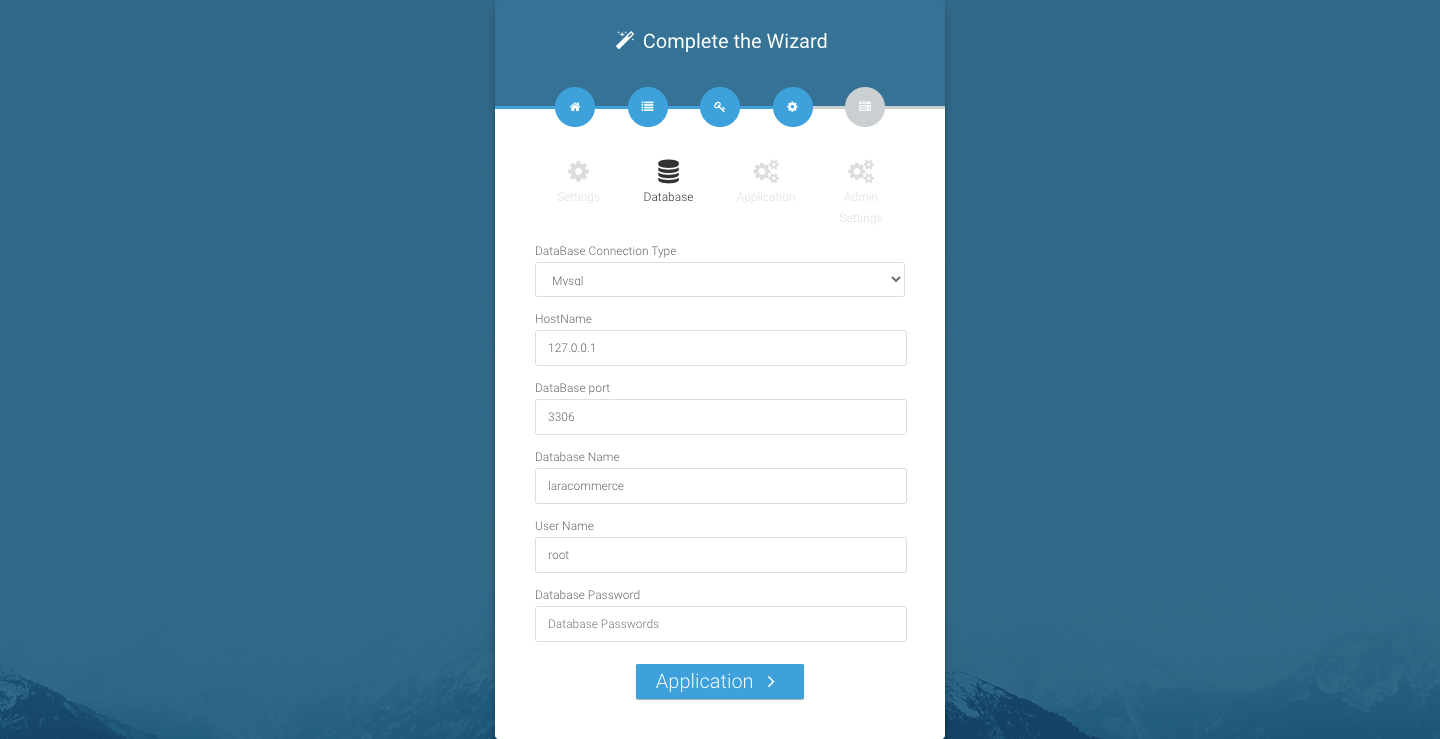 Complete the Wizard
Settings
Database
Application
Admin
Settings
DataBase Connection Type
Mysql
HostName
127.0.0.1
DataBase port
3306
Database Name
laracommerce
User Name
root
Database Password
Database Passwords
Application